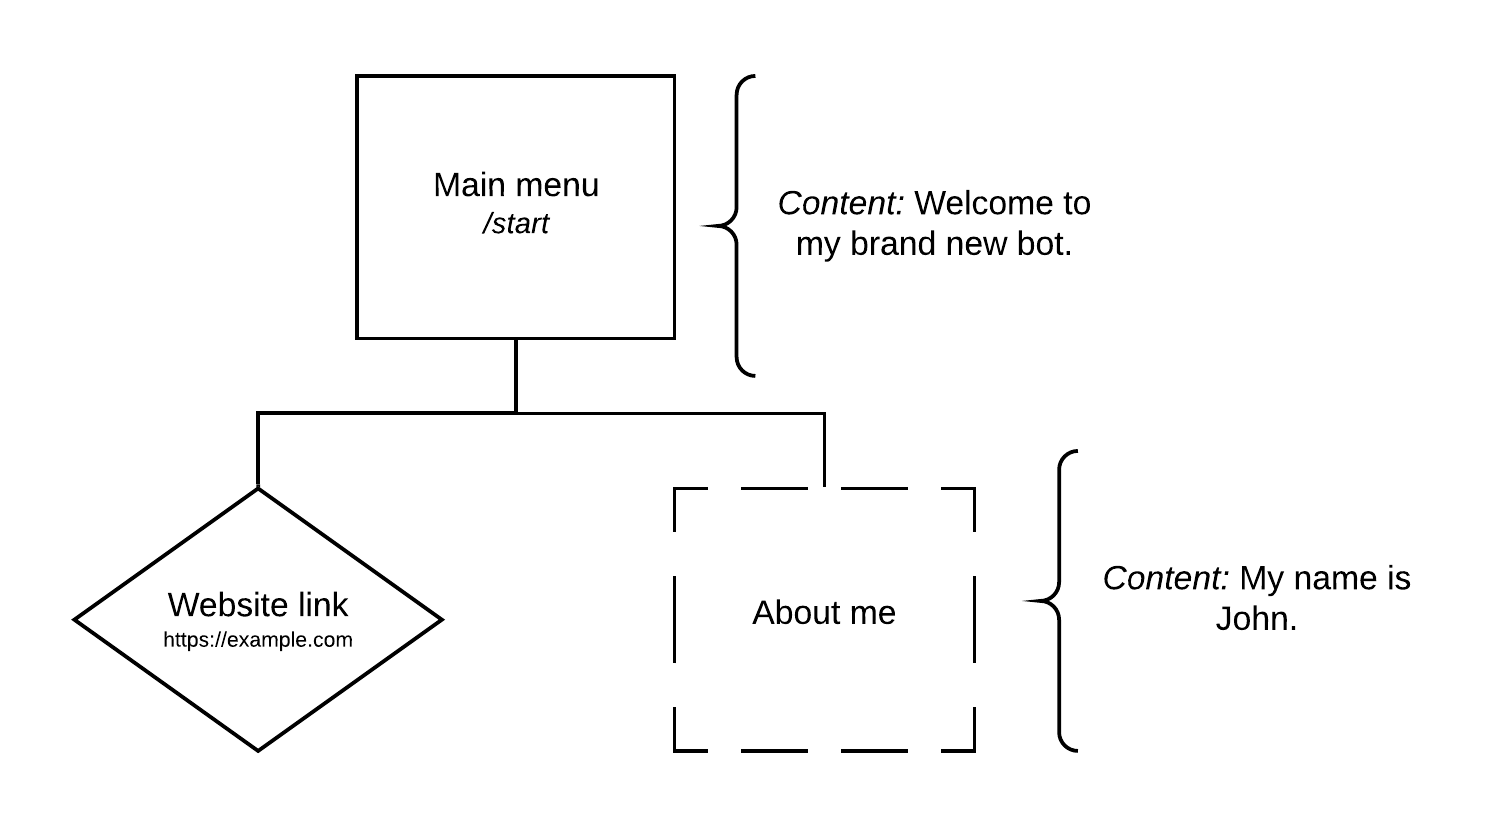 Main menu
/start
Content: Welcome to
my brand new bot.
Website link
https://example.com
About me
Content: My name is
John.